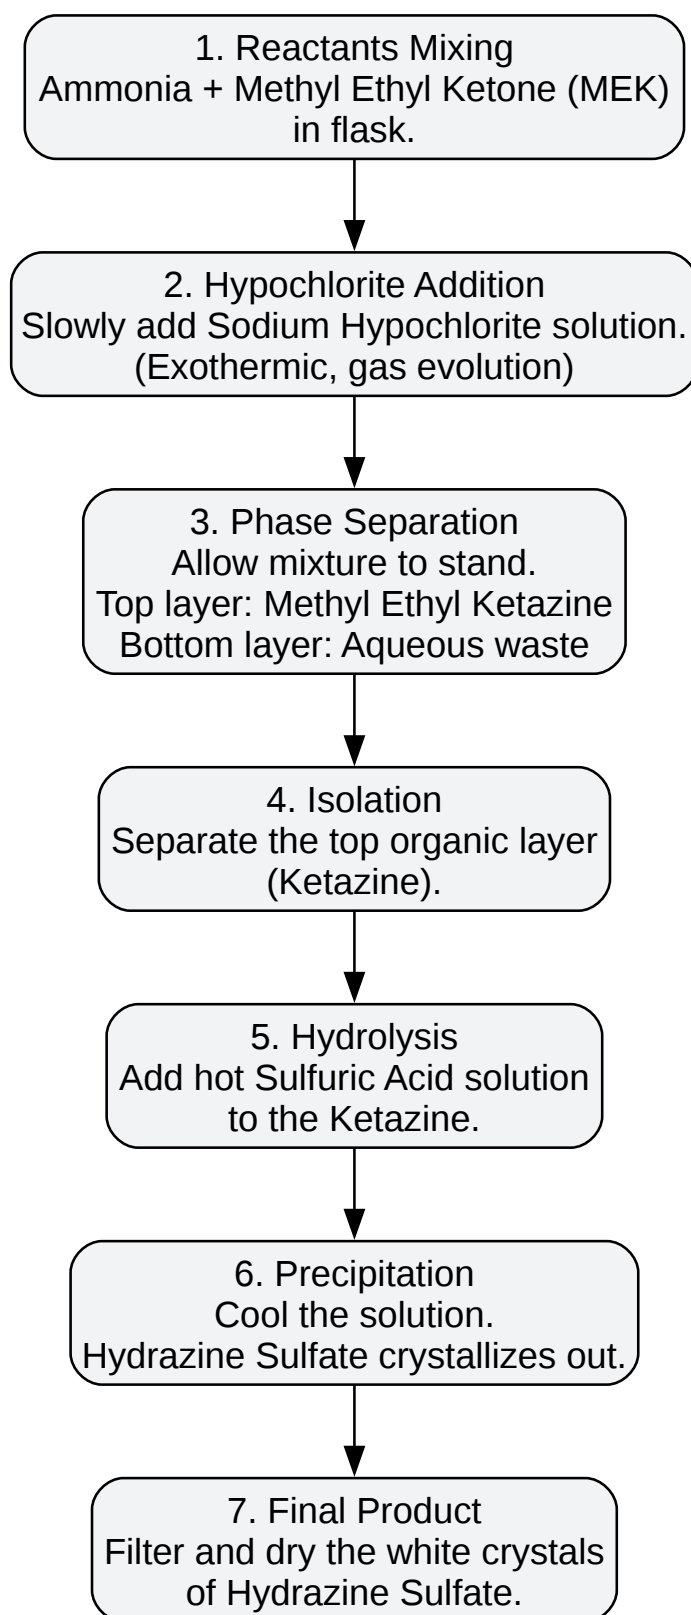 1. Reactants Mixing
Ammonia + Methyl Ethyl Ketone (MEK)
in flask.
2. Hypochlorite Addition
Slowly add Sodium Hypochlorite solution.
(Exothermic, gas evolution)
3. Phase Separation
Allow mixture to stand.
Top layer: Methyl Ethyl Ketazine
Bottom layer: Aqueous waste
4. Isolation
Separate the top organic layer
(Ketazine).
5. Hydrolysis
Add hot Sulfuric Acid solution
to the Ketazine.
6. Precipitation
Cool the solution.
Hydrazine Sulfate crystallizes out.
7. Final Product
Filter and dry the white crystals
of Hydrazine Sulfate.